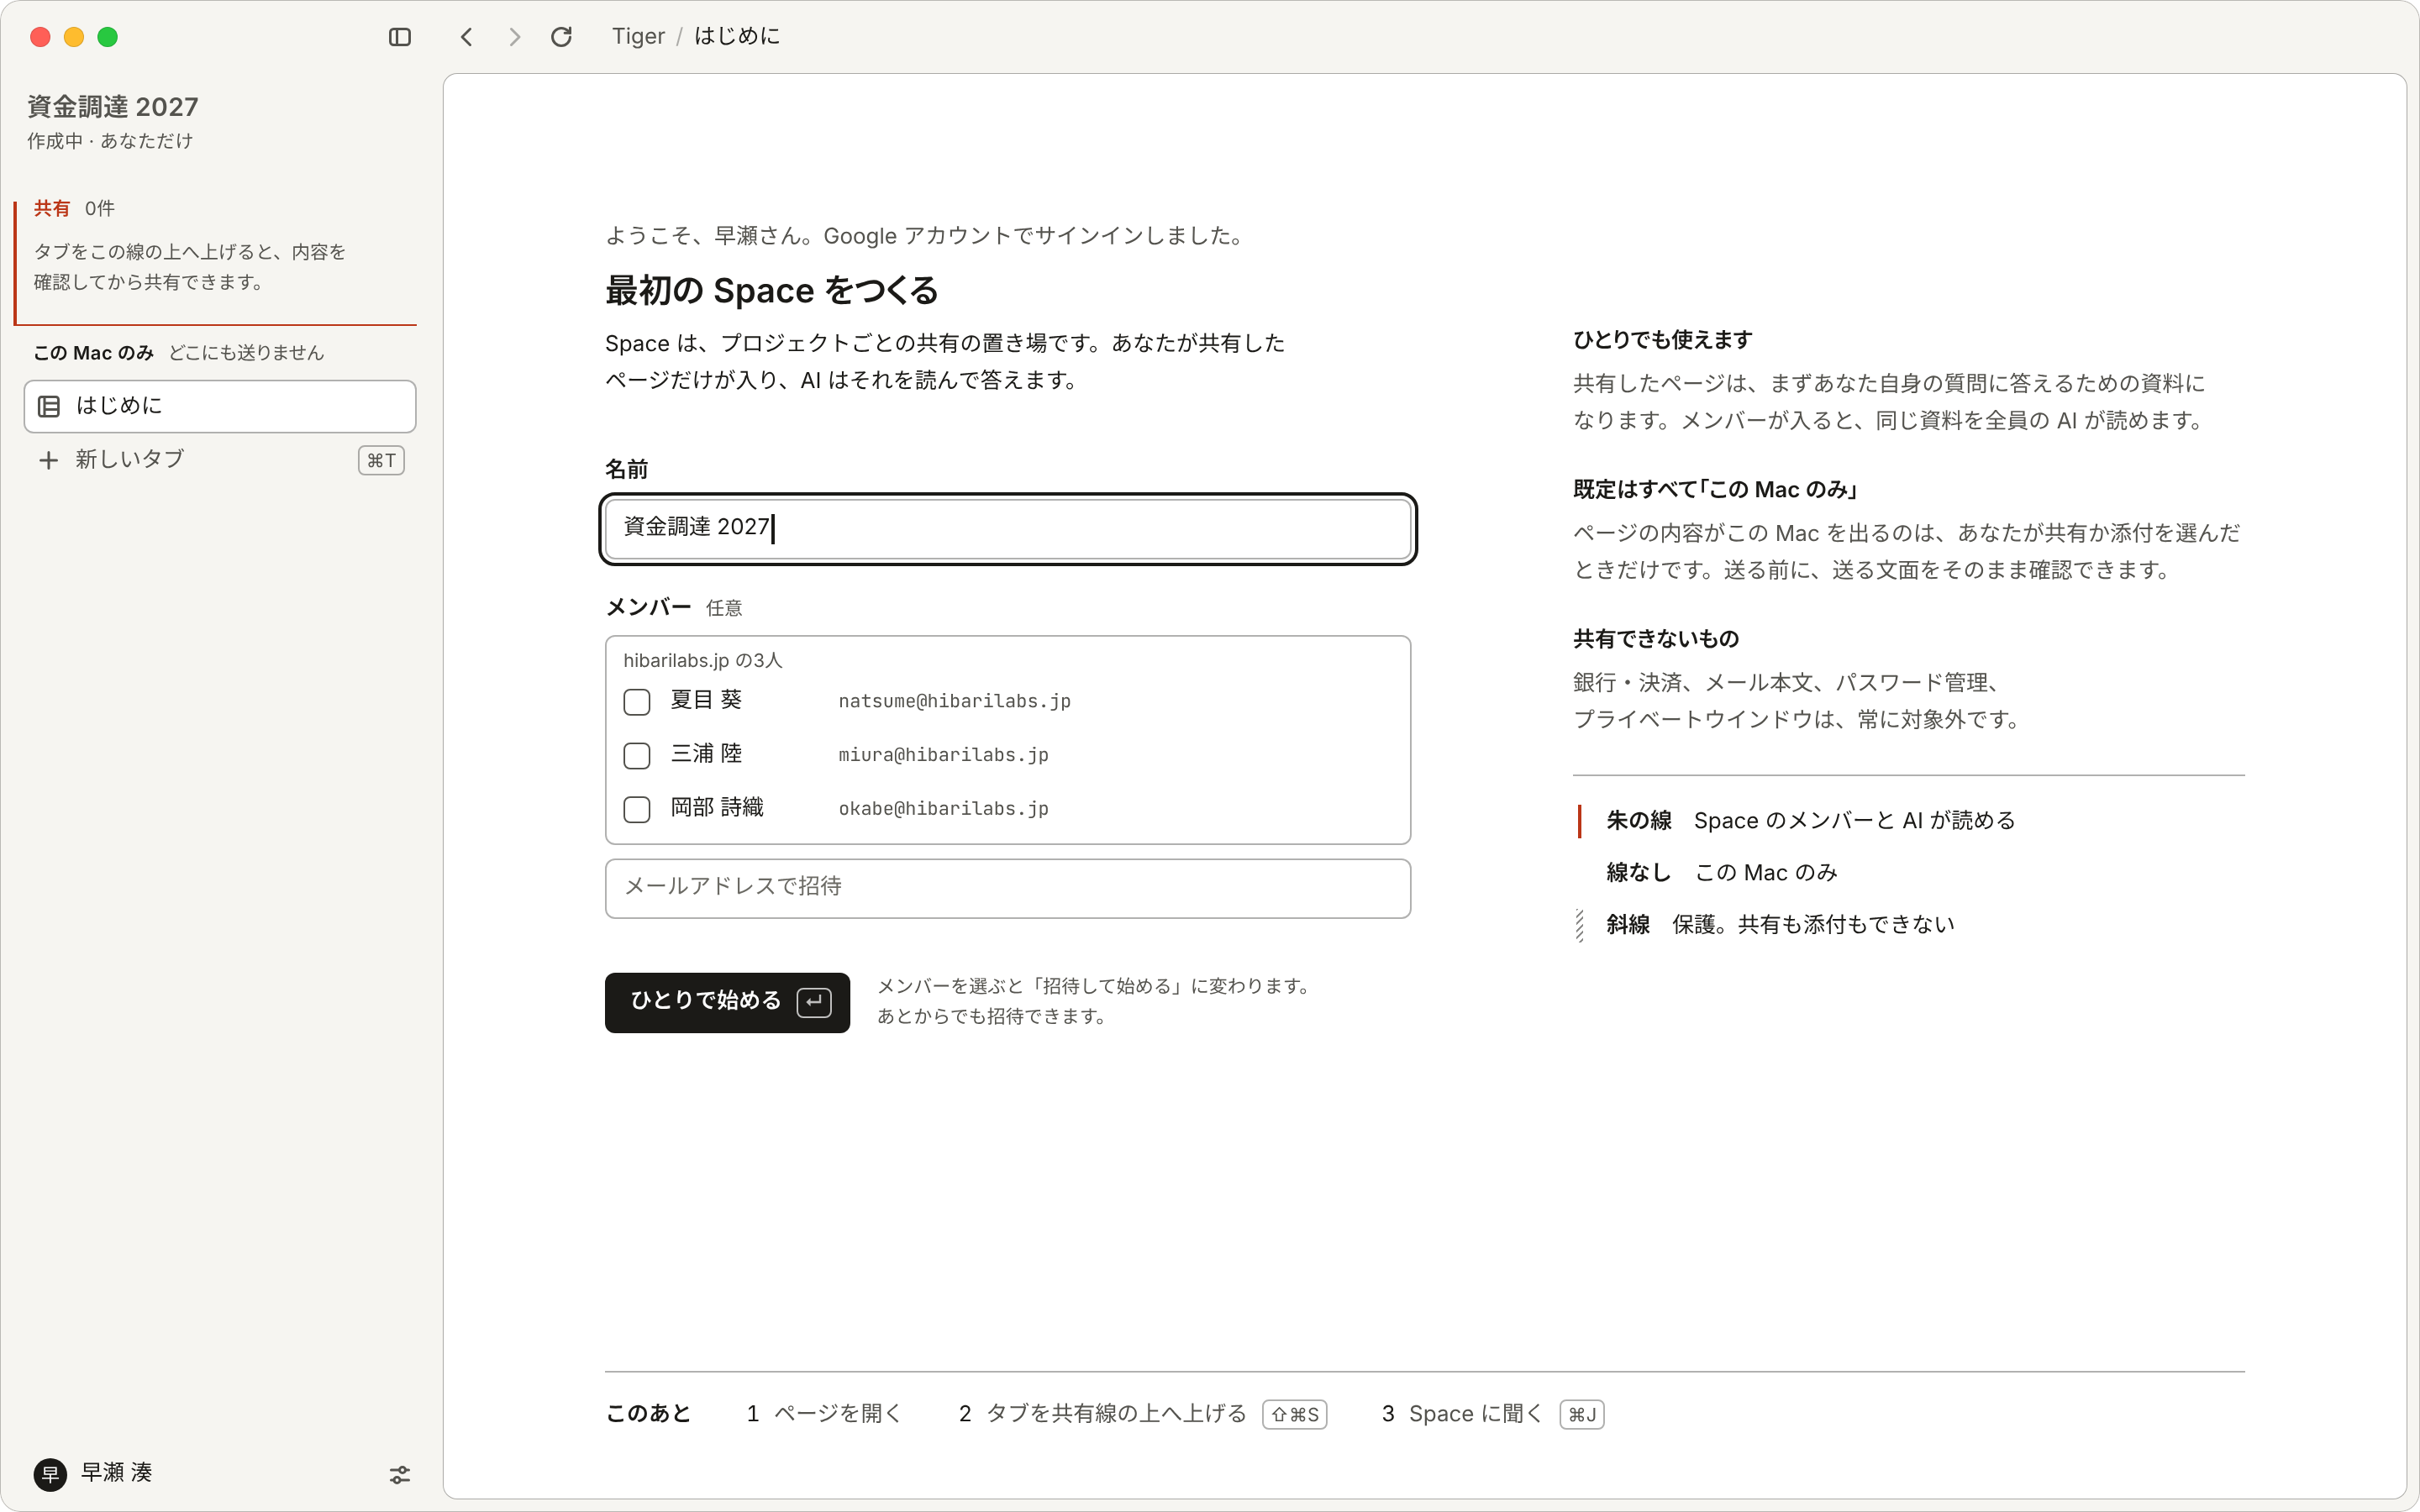 Tiger / はじめに
資金調達 2027
作成中 · あなただけ
共有 0件
タブをこの線の上へ上げると、内容を
確認してから共有できます。
この Mac のみ どこにも送りません
はじめに
新しいタブ ⌘T
早 早瀬 湊
ようこそ、早瀬さん。Google アカウントでサインインしました。
最初の Space をつくる
Space は、プロジェクトごとの共有の置き場です。あなたが共有した
ページだけが入り、AI はそれを読んで答えます。
名前
資金調達 2027
メンバー 任意
hibarilabs.jp の3人
夏目 葵 natsume@hibarilabs.jp
三浦 陸 miura@hibarilabs.jp
岡部 詩織 okabe@hibarilabs.jp
メールアドレスで招待
ひとりで始める ↵
メンバーを選ぶと「招待して始める」に変わります。
あとからでも招待できます。
ひとりでも使えます
共有したページは、まずあなた自身の質問に答えるための資料に
なります。メンバーが入ると、同じ資料を全員の AI が読めます。
既定はすべて「この Mac のみ」
ページの内容がこの Mac を出るのは、あなたが共有か添付を選んだ
ときだけです。送る前に、送る文面をそのまま確認できます。
共有できないもの
銀行・決済、メール本文、パスワード管理、
プライベートウインドウは、常に対象外です。
朱の線 Space のメンバーと AI が読める
線なし この Mac のみ
斜線 保護。共有も添付もできない
このあと 1 ページを開く 2 タブを共有線の上へ上げる ⇧⌘S 3 Space に聞く ⌘J